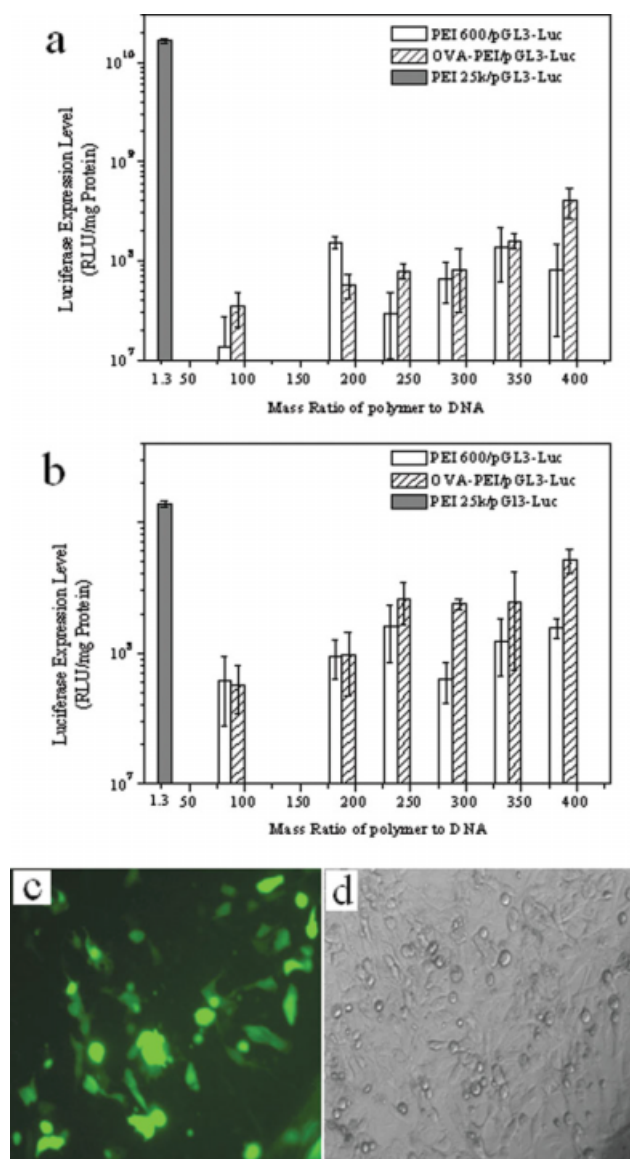 a
PEI 600/pGL3-Luc
OVA-PEI/pGL3-Luc
PEI 25k/pGL3-Luc
Luciferase Expression Level
(RLU/mg Protein)
10^10
10^9
10^8
10^7
1.3 50 100 150 200 250 300 350 400
Mass Ratio of polymer to DNA
b
PEI 600/pGL3-Luc
OVA-PEI/pGL3-Luc
PEI 25k/pGl3-Luc
Luciferase Expression Level
(RLU/mg Protein)
10^8
10^7
1.3 50 100 150 200 250 300 350 400
Mass Ratio of polymer to DNA
c
d